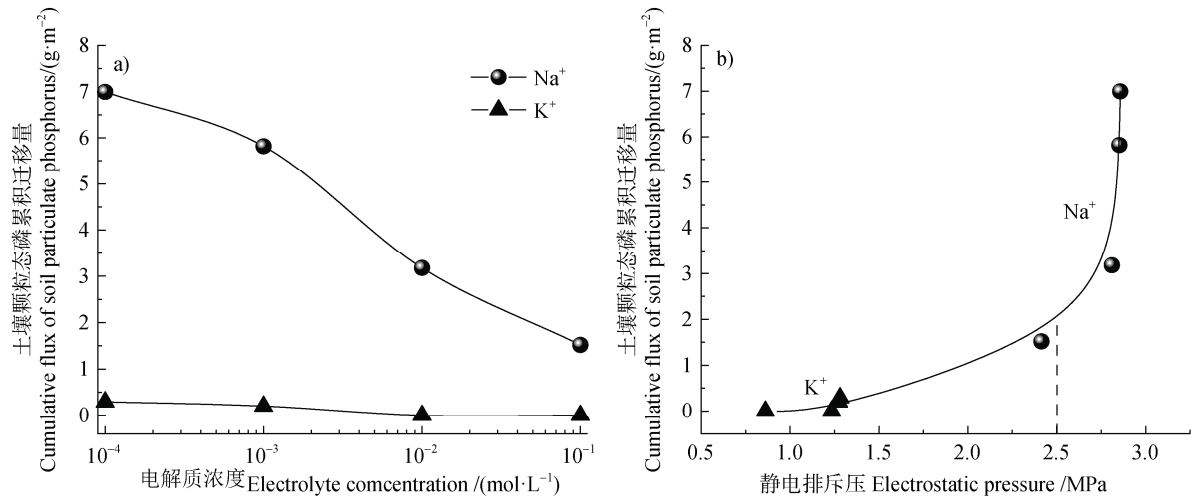 土壤颗粒态磷累积迁移量
Cumulative flux of soil particulate phosphorus/(g·m⁻²)
8
7
6
5
4
3
2
1
0
a)
Na⁺
K⁺
10⁻⁴ 10⁻³ 10⁻² 10⁻¹
电解质浓度Electrolyte comcentration /(mol·L⁻¹)
土壤颗粒态磷累积迁移量
Cumulative flux of soil particulate phosphorus/(g·m⁻²)
8
7
6
5
4
3
2
1
0
b)
Na⁺
K⁺
0.5 1.0 1.5 2.0 2.5 3.0
静电排斥压 Electrostatic pressure /MPa